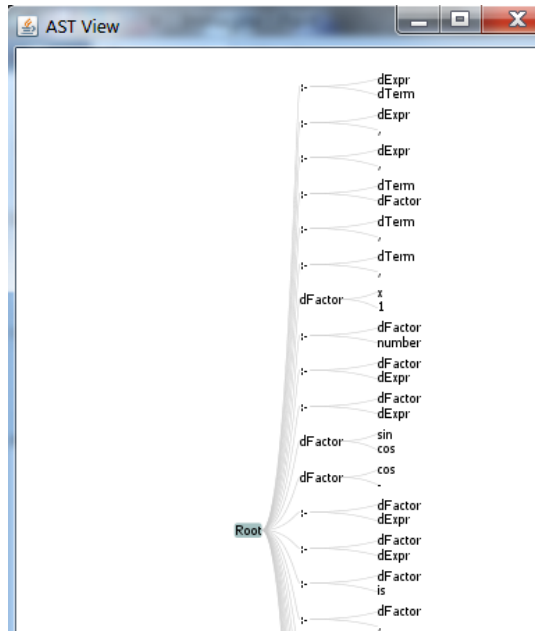 AST View
:-
dExpr
dTerm
:-
dExpr
,
:-
dExpr
,
:-
dTerm
dFactor
:-
dTerm
,
:-
dTerm
,
dFactor
x
1
:-
dFactor
number
:-
dFactor
dExpr
:-
dFactor
dExpr
dFactor
sin
cos
dFactor
cos
-
:-
dFactor
dExpr
Root
:-
dFactor
dExpr
:-
dFactor
is
:-
dFactor
,